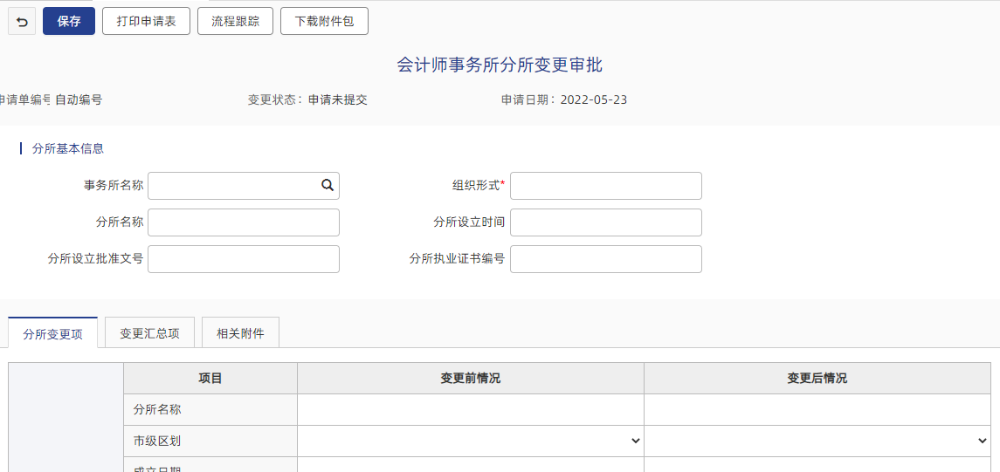 保存 打印申请表 流程跟踪 下载附件包
会计师事务所分所变更审批
申请单编号 自动编号 变更状态：申请未提交 申请日期：2022-05-23
分所基本信息
事务所名称 组织形式*
分所名称 分所设立时间
分所设立批准文号 分所执业证书编号
分所变更项 变更汇总项 相关附件
项目 变更前情况 变更后情况
分所名称
市级区划
成立日期